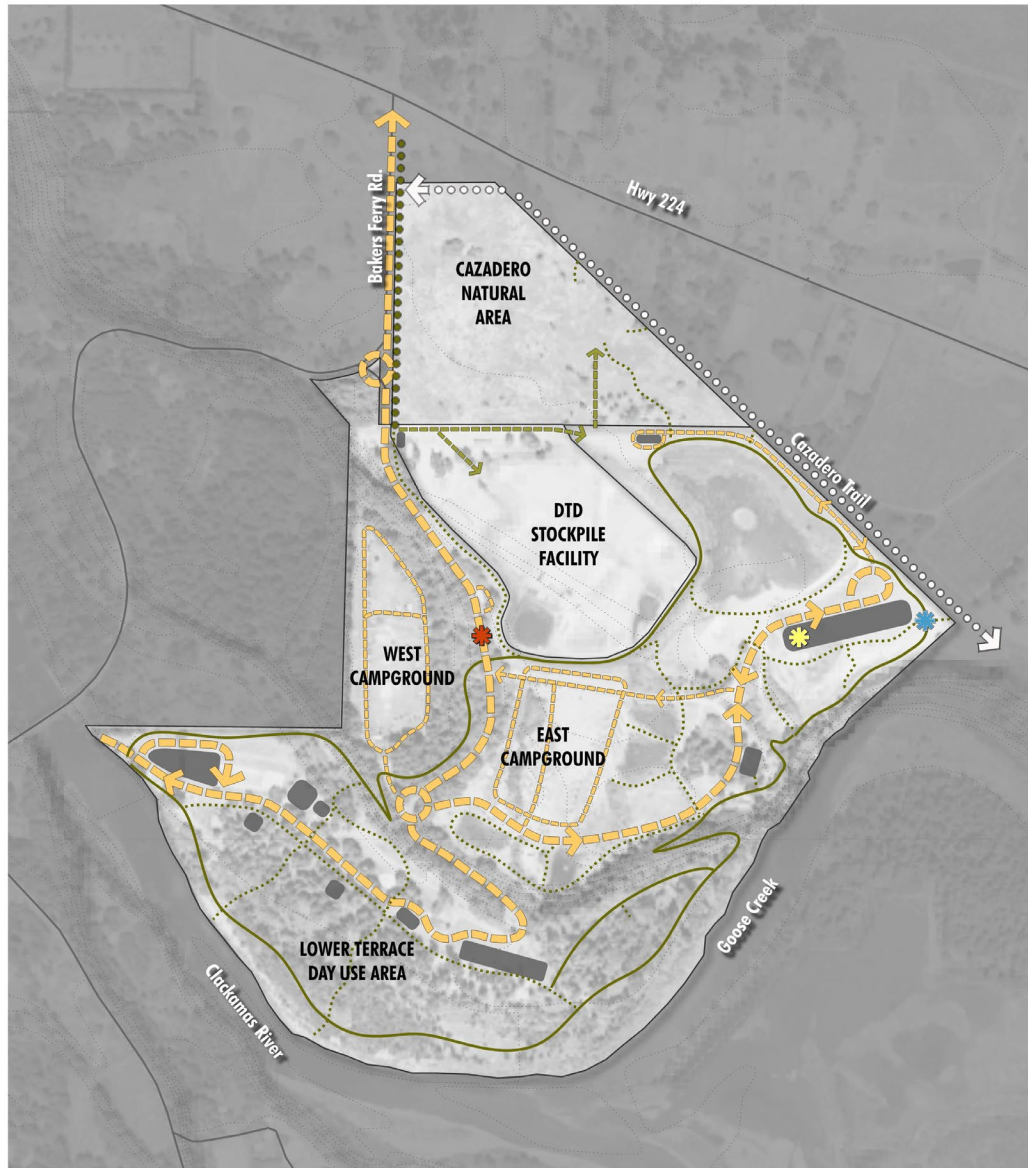 Bakers Ferry Rd.
Hwy 224
CAZADERO
NATURAL
AREA
Cazadero Trail
DTD
STOCKPILE
FACILITY
WEST
CAMPGROUND
EAST
CAMPGROUND
LOWER TERRACE
DAY USE AREA
Goose Creek
Clackamas River